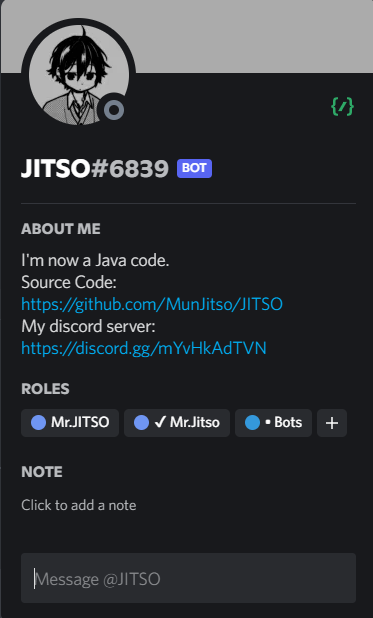 JITSO#6839 BOT
ABOUT ME
I'm now a Java code.
Source Code:
https://github.com/MunJitso/JITSO
My discord server:
https://discord.gg/mYvHkAdTVN
ROLES
Mr.JITSO ✓ Mr.Jitso • Bots +
NOTE
Click to add a note
Message @JITSO